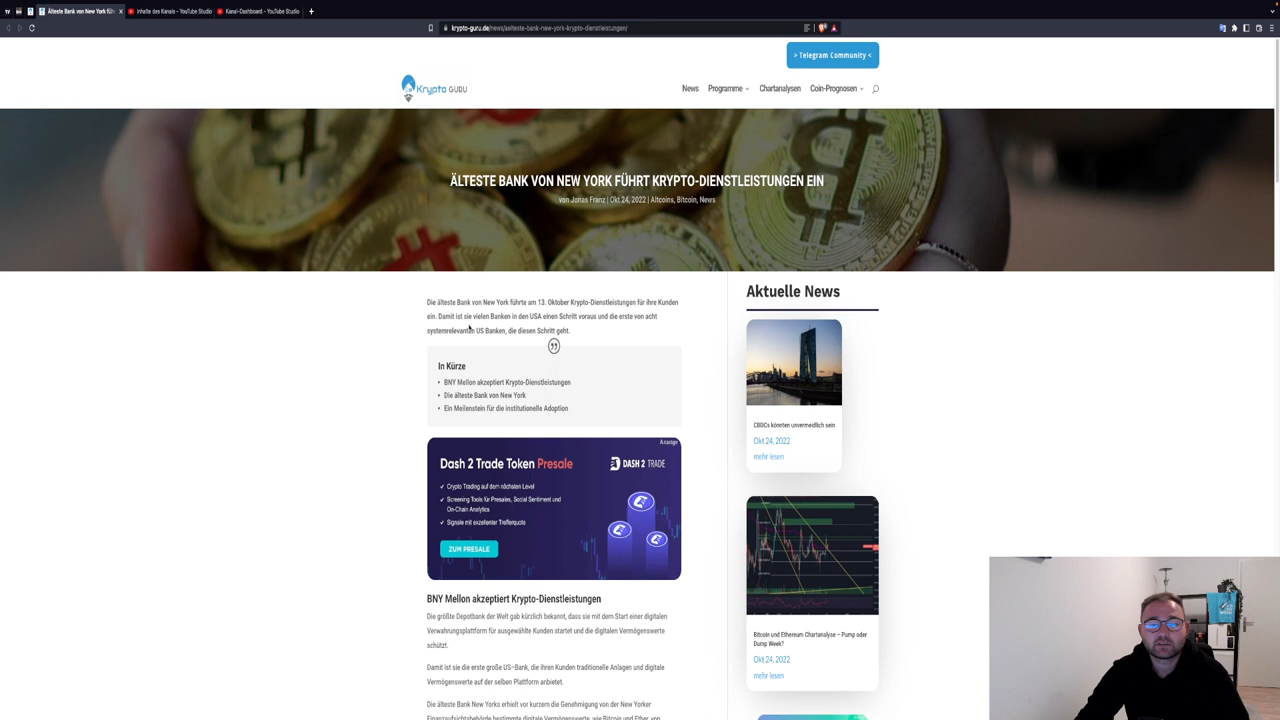 Älteste Bank von New York fü
Inhalte des Kanals - YouTube Studio
Kanal-Dashboard - YouTube Studio
krypto-guru.de/news/aelteste-bank-new-york-krypto-dienstleistungen/
> Telegram Community <
Krypto GURU
News
Programme
Chartanalysen
Coin-Prognosen
ÄLTESTE BANK VON NEW YORK FÜHRT KRYPTO-DIENSTLEISTUNGEN EIN
von Jonas Franz | Okt 24, 2022 | Altcoins, Bitcoin, News
Die älteste Bank von New York führte am 13. Oktober Krypto-Dienstleistungen für ihre Kunden
ein. Damit ist sie vielen Banken in den USA einen Schritt voraus und die erste von acht
systemrelevanten US Banken, die diesen Schritt geht.
In Kürze
• BNY Mellon akzeptiert Krypto-Dienstleistungen
• Die älteste Bank von New York
• Ein Meilenstein für die institutionelle Adoption
Anzeige
Dash 2 Trade Token Presale
DASH 2 TRADE
✓ Crypto Trading auf dem nächsten Level
✓ Screening Tools für Presales, Social Sentiment und
On-Chain Analytics
✓ Signale mit exzellenter Trefferquote
ZUM PRESALE
BNY Mellon akzeptiert Krypto-Dienstleistungen
Die größte Depotbank der Welt gab kürzlich bekannt, dass sie mit dem Start einer digitalen
Verwahrungsplattform für ausgewählte Kunden startet und die digitalen Vermögenswerte
schützt.
Damit ist sie die erste große US-Bank, die ihren Kunden traditionelle Anlagen und digitale
Vermögenswerte auf der selben Plattform anbietet.
Die älteste Bank New Yorks erhielt vor kurzem die Genehmigung von der New Yorker
Finanzaufsichtsbehörde bestimmte digitale Vermögenswerte, wie Bitcoin und Ether, von
Aktuelle News
CBDCs könnten unvermeidlich sein
Okt 24, 2022
mehr lesen
Bitcoin und Ethereum Chartanalyse – Pump oder
Dump Week?
Okt 24, 2022
mehr lesen